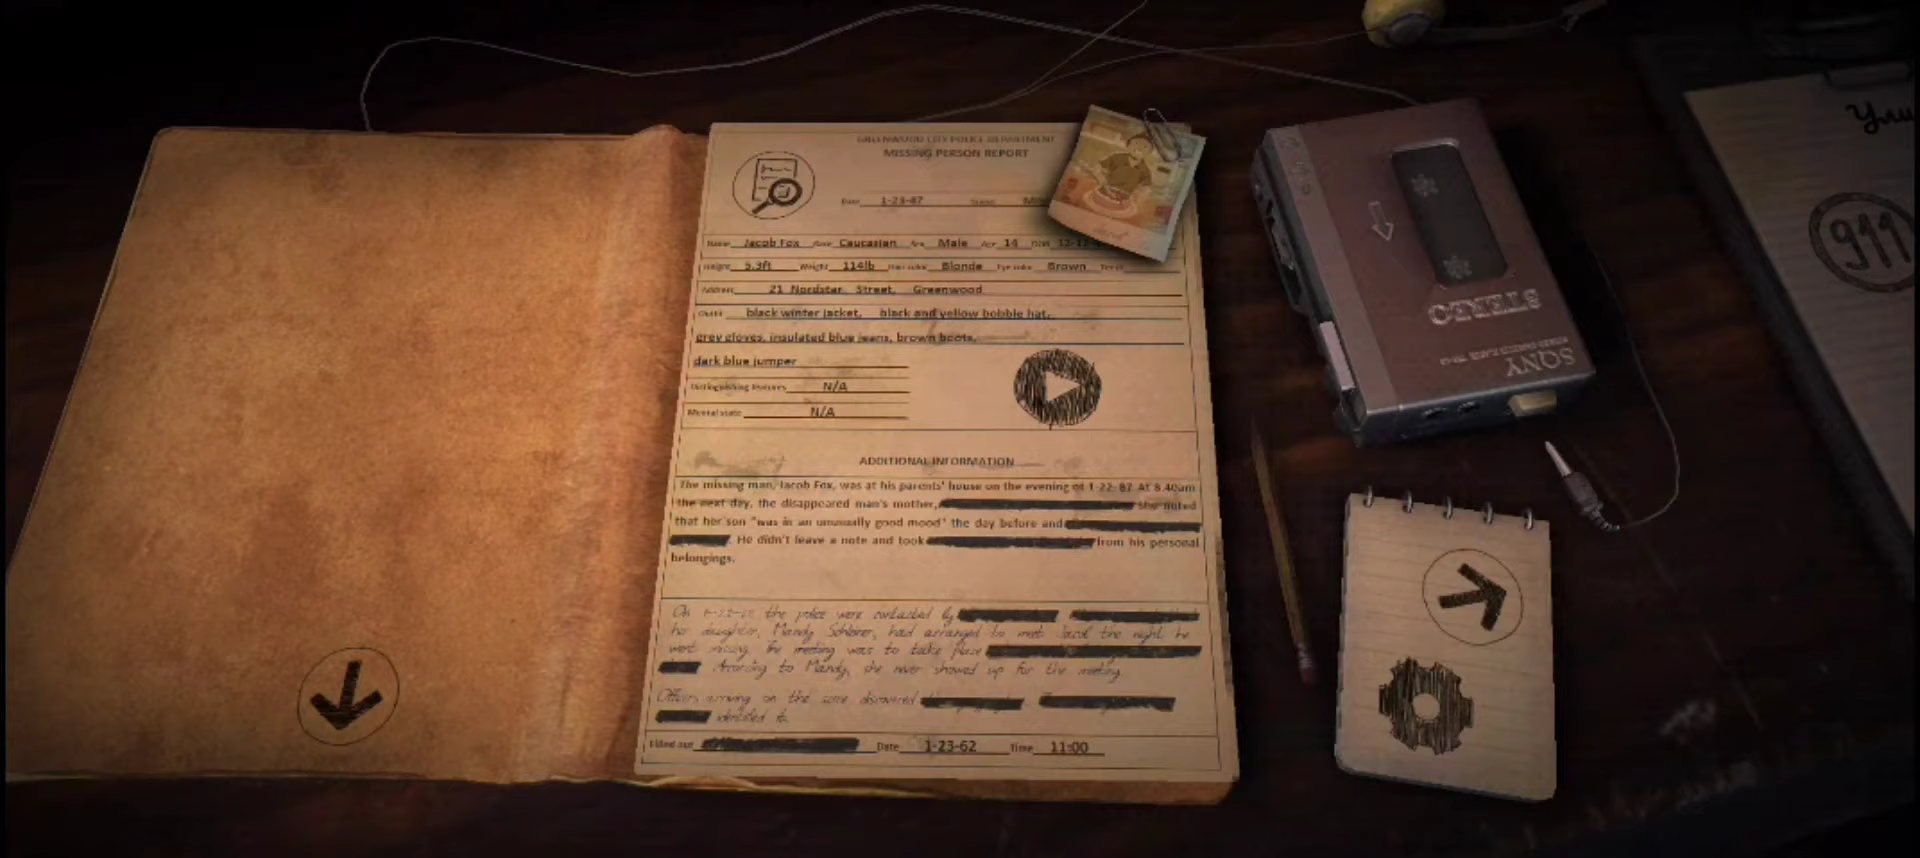 GREENWOOD CITY POLICE DEPARTMENT
MISSING PERSON REPORT
Date 1-23-87 Status
Name Jacob Fox Race Caucasian Sex Male Age 14 DOB 12-12-
Height 5.3ft Weight 114lb Hair color Blonde Eye color Brown
Address 21 Nordstar Street, Greenwood
Outfit black winter jacket, black and yellow bobble hat,
grey gloves, insulated blue jeans, brown boots,
dark blue jumper
Distinguishing features N/A
Mental state N/A
ADDITIONAL INFORMATION
The missing man, Jacob Fox, was at his parents' house on the evening of 1-22-87. At 8.40am
the next day, the disappeared man's mother, She noted
that her son "was in an unusually good mood" the day before and
. He didn't leave a note and took from his personal
belongings.
On the police were contacted by
her daughter, Mandy Schleiner, had arranged to meet Jacob the night he
went missing. The meeting was to take place
According to Mandy, she never showed up for the meeting.
Officers arriving on the scene discovered
identified it.
Filled out Date 1-23-62 Time 11:00
STEREO
SQNY
911